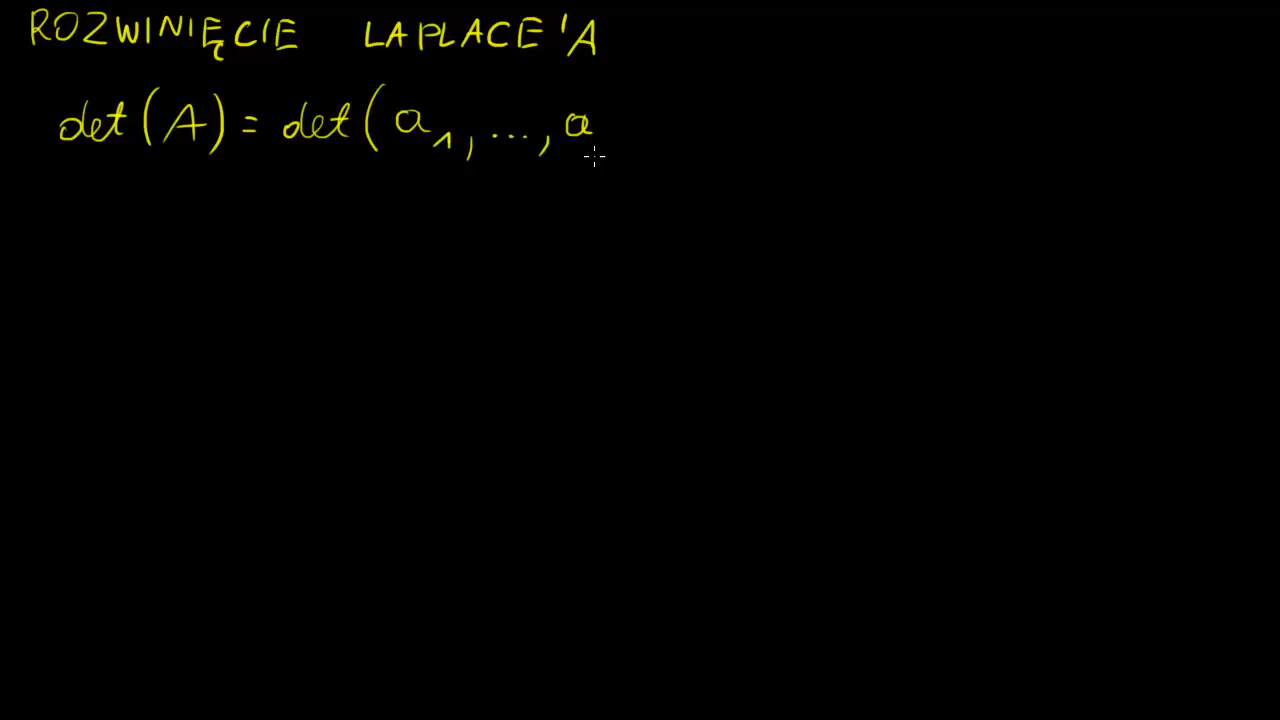 ROZWINIĘCIE LAPLACE'A
det(A) = det(a₁, ..., a